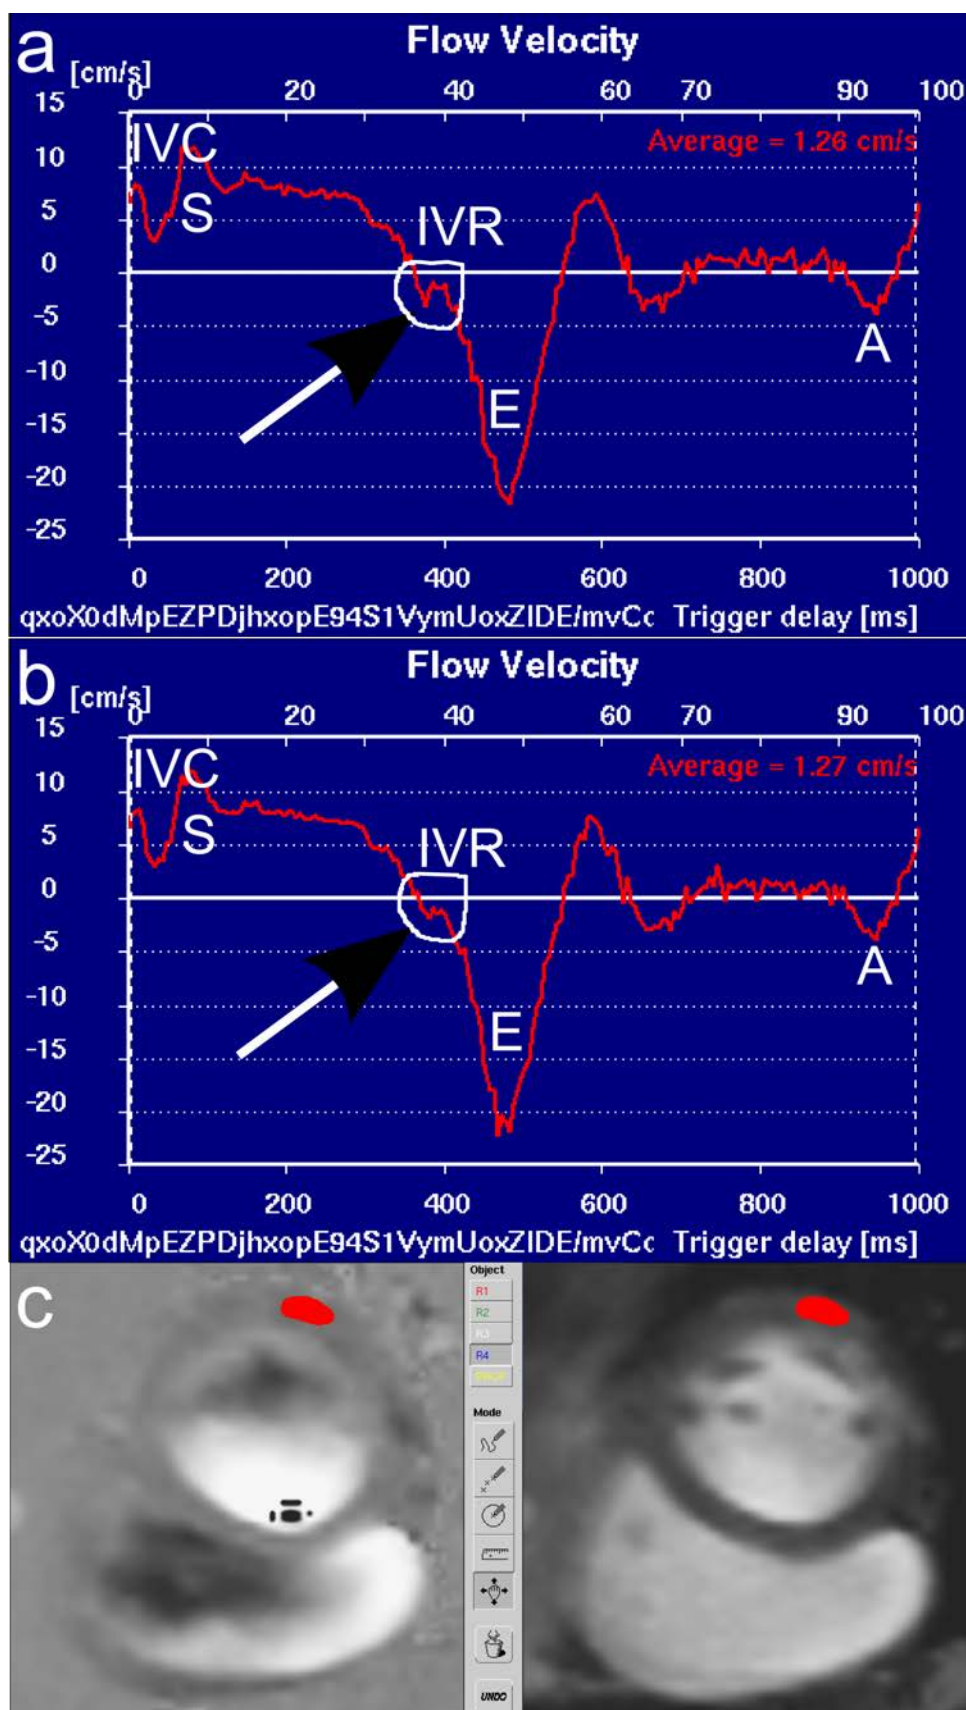 a
Flow Velocity
[cm/s]
0 20 40 60 70 90 100
Average = 1.26 cm/s
15
10
5
0
-5
-10
-15
-20
-25
IVC
S
IVR
E
A
0 200 400 600 800 1000
qxoX0dMpEZPDjhxopE94S1VymUoxZIDE/mvCc Trigger delay [ms]
b
Flow Velocity
[cm/s]
0 20 40 60 70 90 100
Average = 1.27 cm/s
15
10
5
0
-5
-10
-15
-20
-25
IVC
S
IVR
E
A
0 200 400 600 800 1000
qxoX0dMpEZPDjhxopE94S1VymUoxZIDE/mvCc Trigger delay [ms]
c
Object
R1
R2
R3
R4
Mode
UNDO